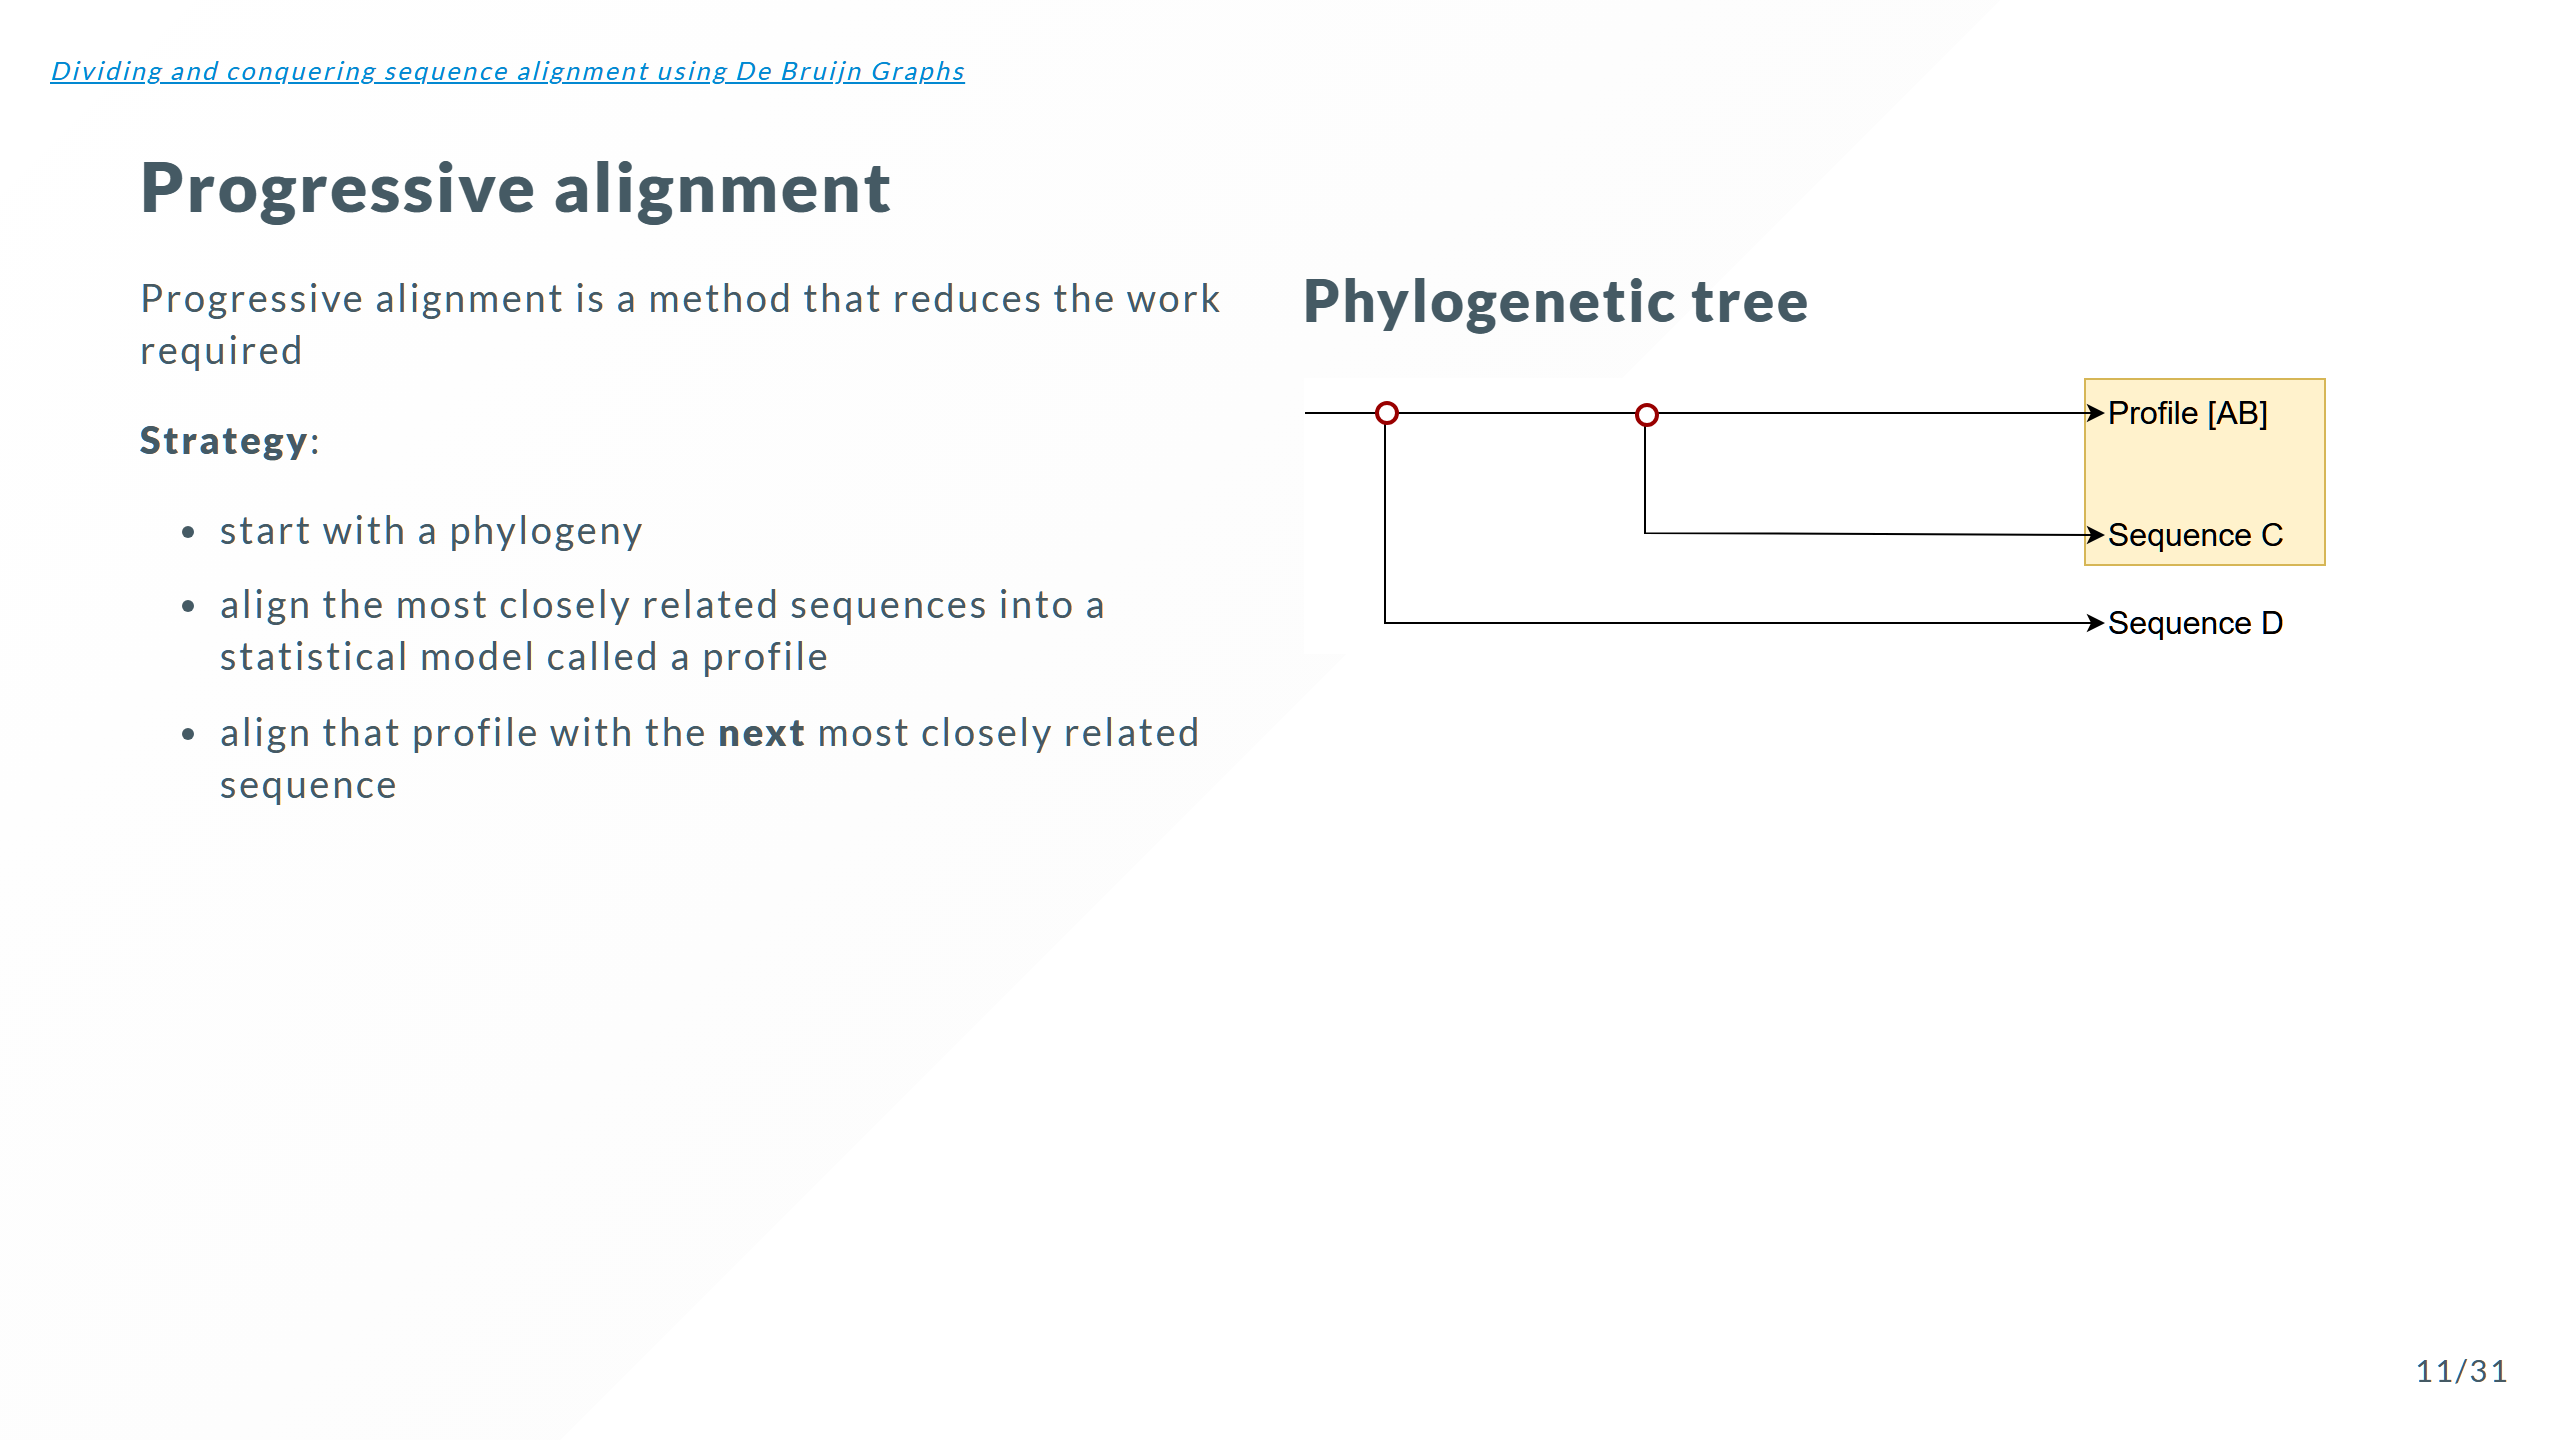 Dividing and conquering sequence alignment using De Bruijn Graphs
Progressive alignment
Progressive alignment is a method that reduces the work
required
Strategy:
• start with a phylogeny
• align the most closely related sequences into a
statistical model called a profile
• align that profile with the next most closely related
sequence
Phylogenetic tree
Profile [AB]
Sequence C
Sequence D
11/31